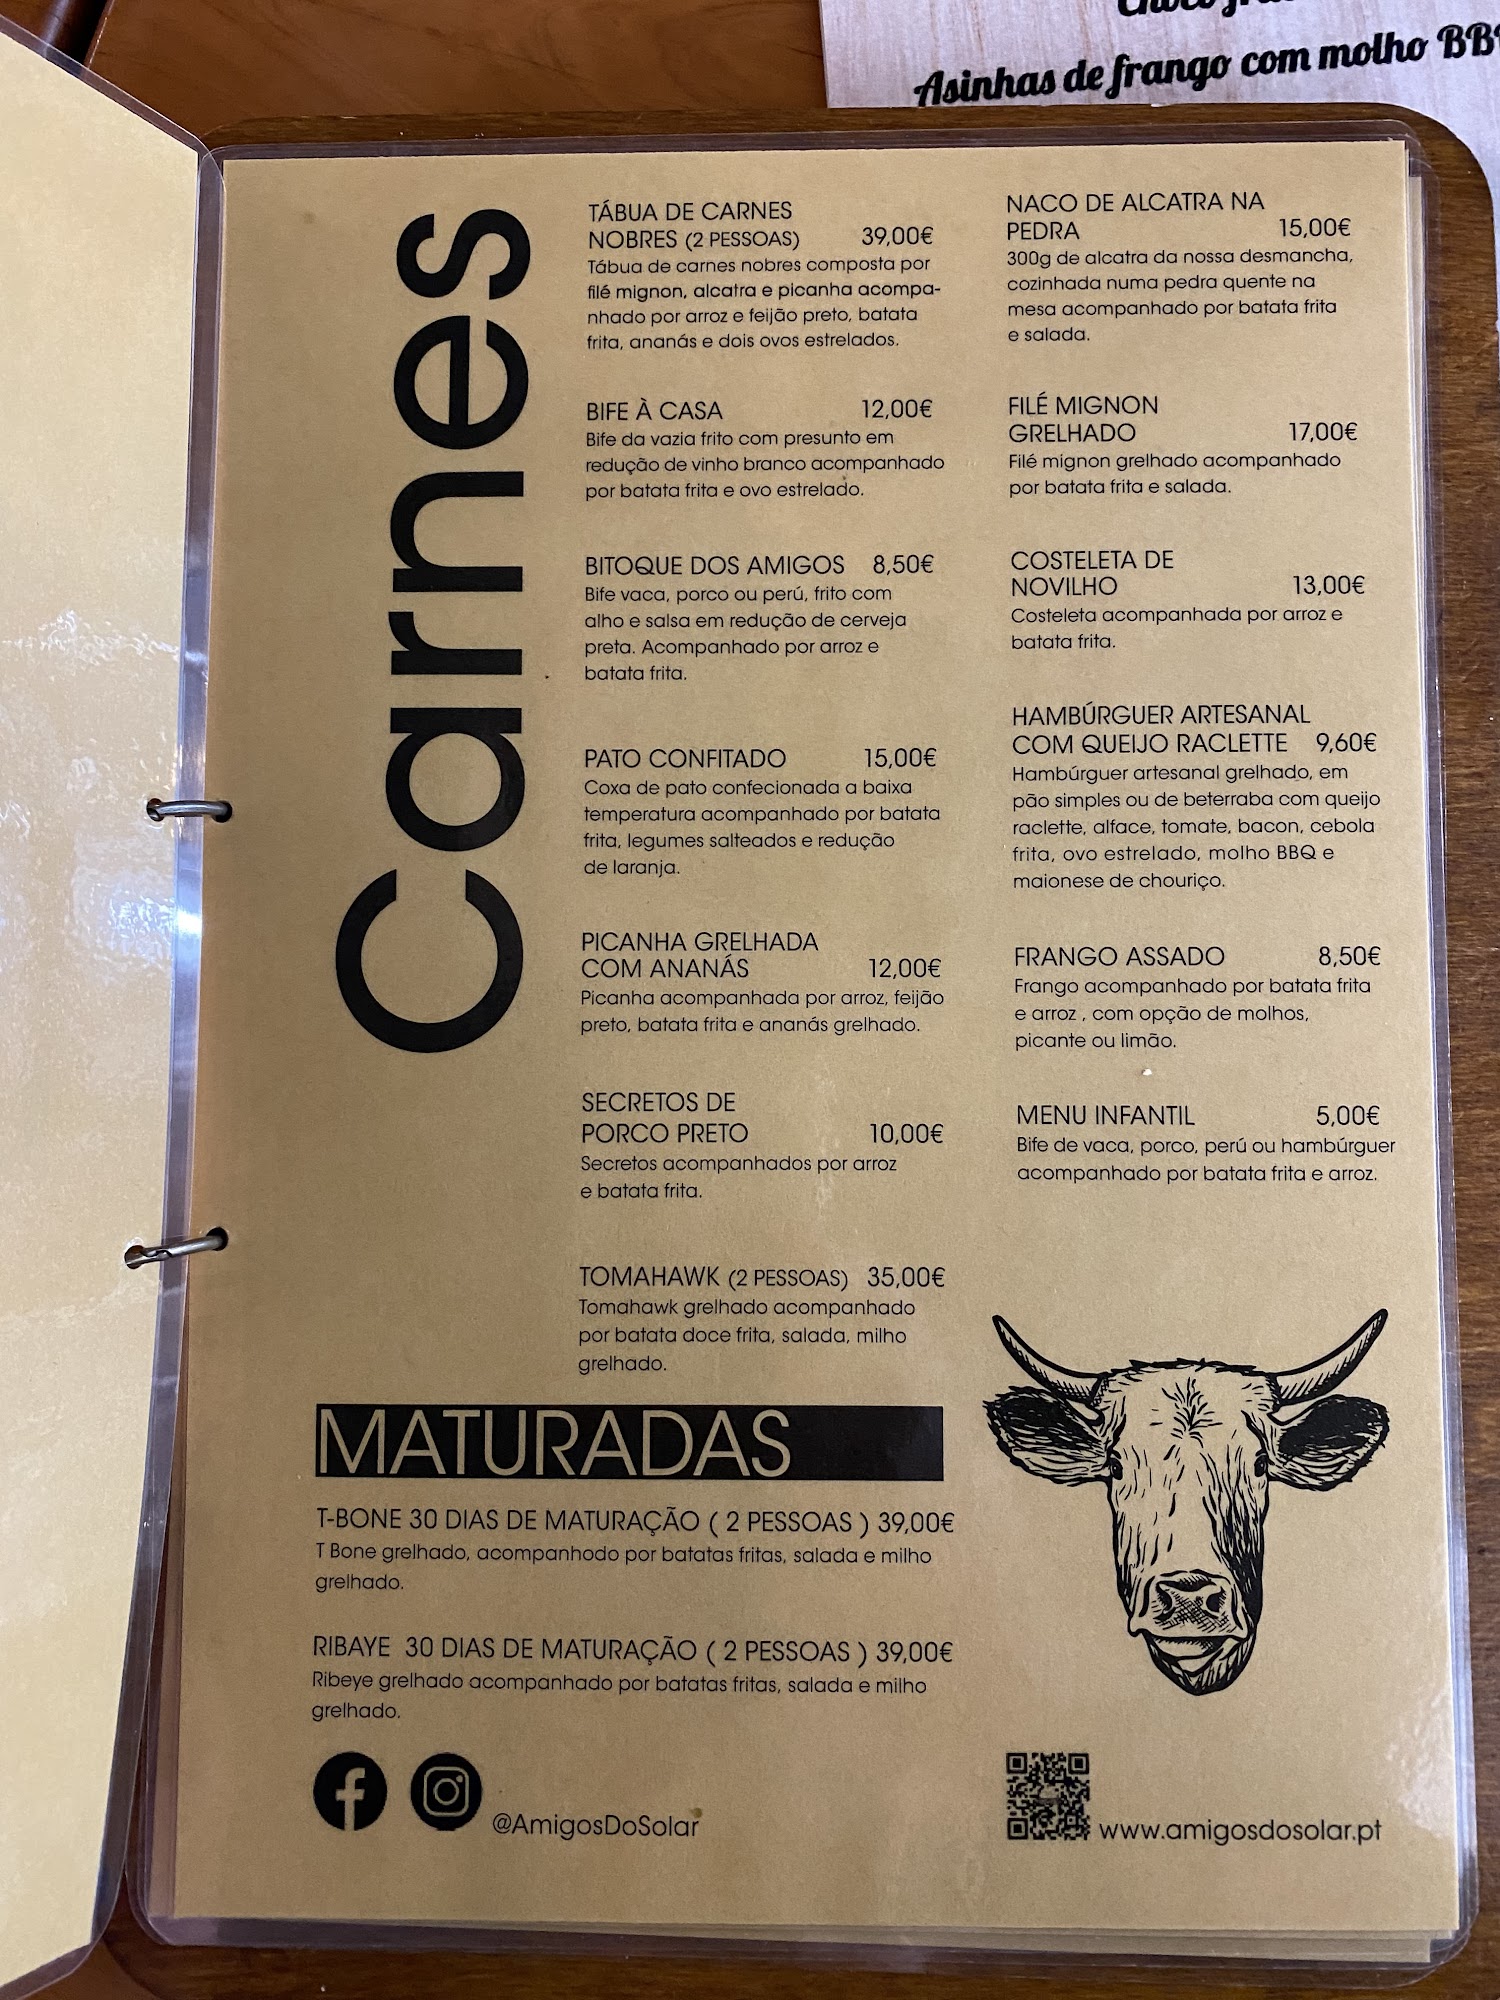 Asinhas de frango com molho
Carnes
TÁBUA DE CARNES
NOBRES (2 PESSOAS) 39,00€
Tábua de carnes nobres composta por
filé mignon, alcatra e picanha acompa-
nhado por arroz e feijão preto, batata
frita, ananás e dois ovos estrelados.
BIFE À CASA 12,00€
Bife da vazia frito com presunto em
redução de vinho branco acompanhado
por batata frita e ovo estrelado.
BITOQUE DOS AMIGOS 8,50€
Bife vaca, porco ou perú, frito com
alho e salsa em redução de cerveja
preta. Acompanhado por arroz e
batata frita.
PATO CONFITADO 15,00€
Coxa de pato confecionada a baixa
temperatura acompanhado por batata
frita, legumes salteados e redução
de laranja.
PICANHA GRELHADA
COM ANANÁS 12,00€
Picanha acompanhada por arroz, feijão
preto, batata frita e ananás grelhado.
SECRETOS DE
PORCO PRETO 10,00€
Secretos acompanhados por arroz
e batata frita.
TOMAHAWK (2 PESSOAS) 35,00€
Tomahawk grelhado acompanhado
por batata doce frita, salada, milho
grelhado.
NACO DE ALCATRA NA
PEDRA 15,00€
300g de alcatra da nossa desmancha,
cozinhada numa pedra quente na
mesa acompanhado por batata frita
e salada.
FILÉ MIGNON
GRELHADO 17,00€
Filé mignon grelhado acompanhado
por batata frita e salada.
COSTELETA DE
NOVILHO 13,00€
Costeleta acompanhada por arroz e
batata frita.
HAMBÚRGUER ARTESANAL
COM QUEIJO RACLETTE 9,60€
Hambúrguer artesanal grelhado, em
pão simples ou de beterraba com queijo
raclette, alface, tomate, bacon, cebola
frita, ovo estrelado, molho BBQ e
maionese de chouriço.
FRANGO ASSADO 8,50€
Frango acompanhado por batata frita
e arroz , com opção de molhos,
picante ou limão.
MENU INFANTIL 5,00€
Bife de vaca, porco, perú ou hambúrguer
acompanhado por batata frita e arroz.
MATURADAS
T-BONE 30 DIAS DE MATURAÇÃO ( 2 PESSOAS ) 39,00€
T Bone grelhado, acompanhodo por batatas fritas, salada e milho
grelhado.
RIBAYE 30 DIAS DE MATURAÇÃO ( 2 PESSOAS ) 39,00€
Ribeye grelhado acompanhado por batatas fritas, salada e milho
grelhado.
@AmigosDoSolar
www.amigosdosolar.pt